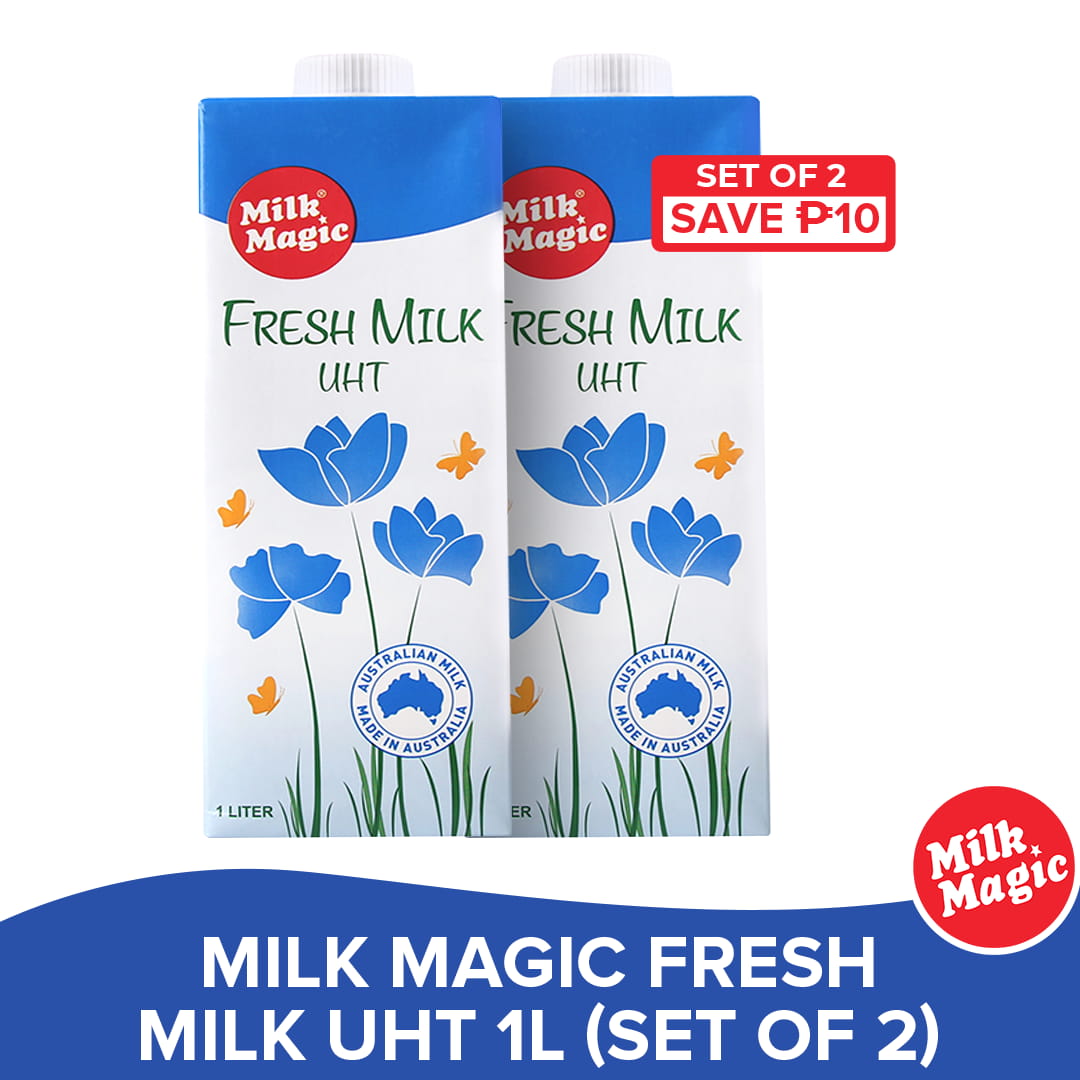 Milk®
Magic
FRESH MILK
UHT
AUSTRALIAN MILK
MADE IN AUSTRALIA
1 LITER
Milk®
Magic
FRESH MILK
UHT
AUSTRALIAN MILK
MADE IN AUSTRALIA
ER
SET OF 2
SAVE ₱10
Milk
Magic
MILK MAGIC FRESH
MILK UHT 1L (SET OF 2)